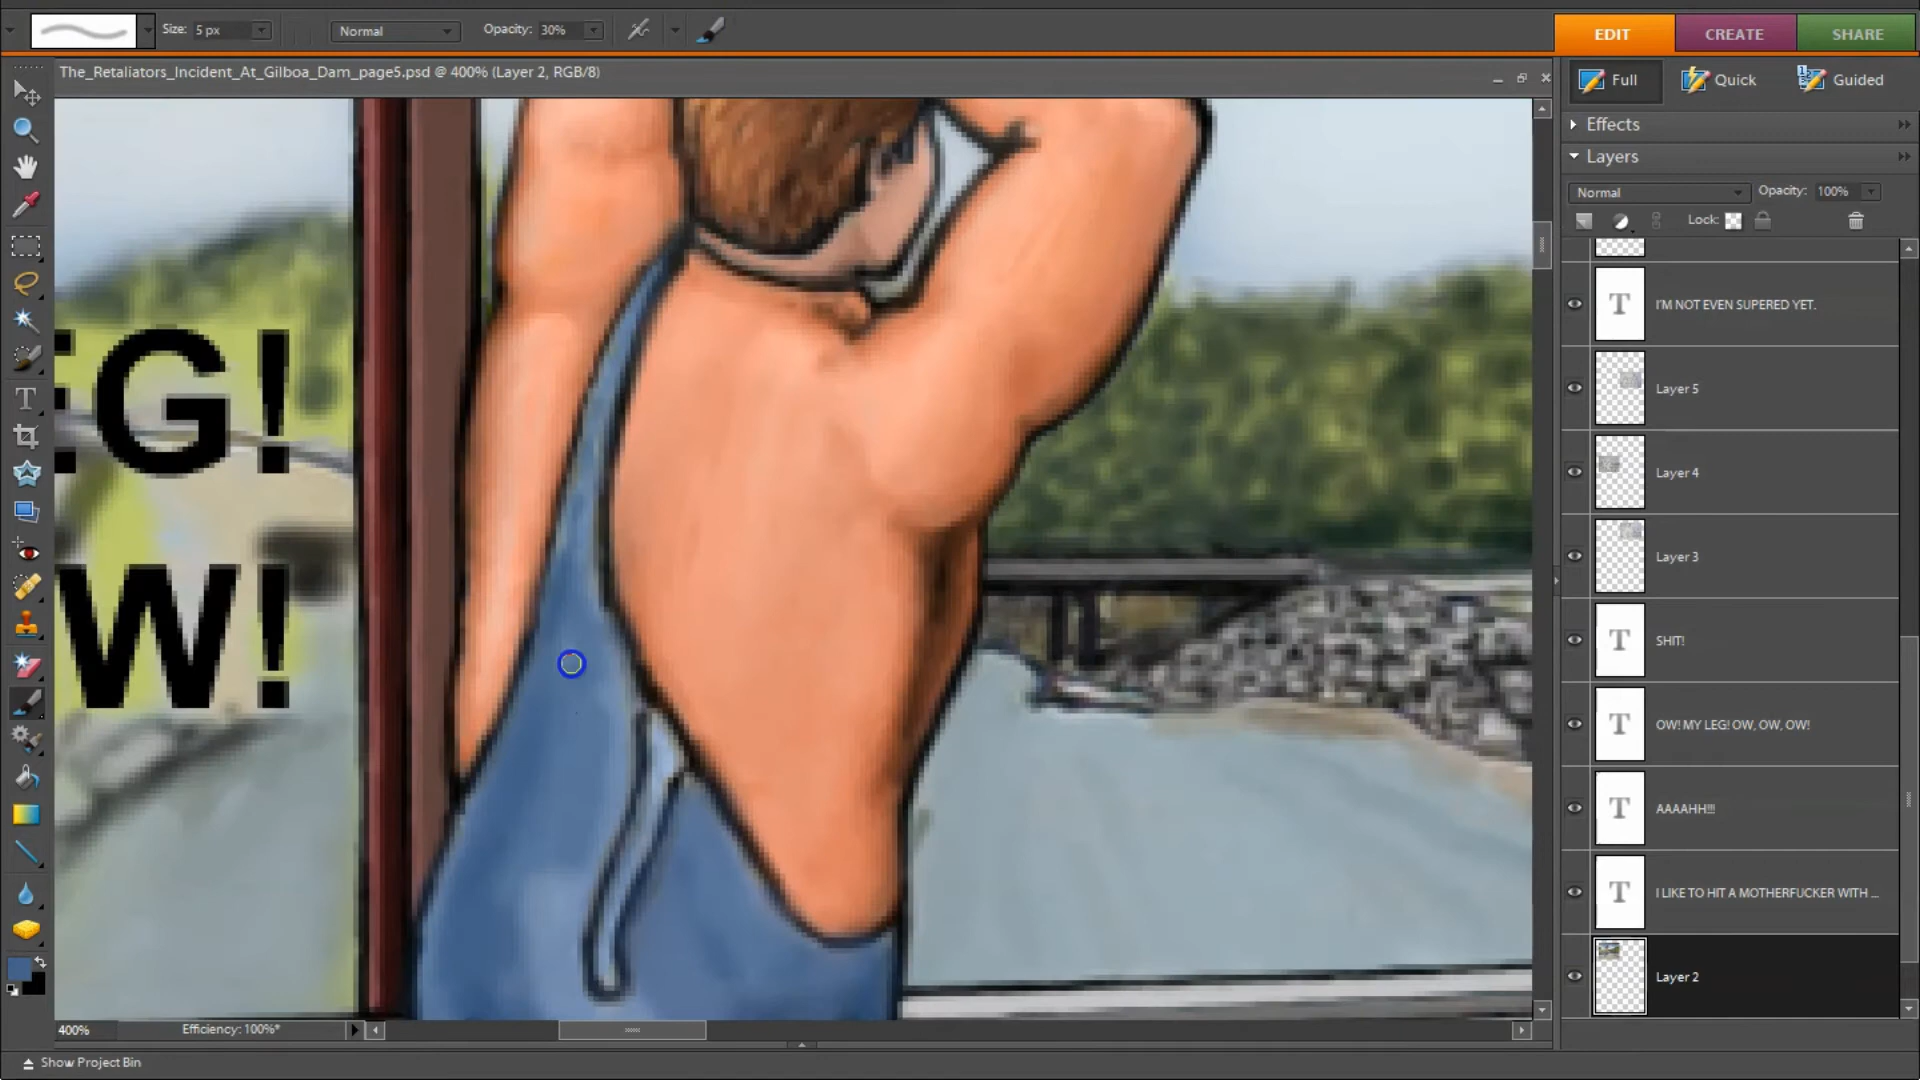 Size: 5 px
Normal
Opacity: 30%
EDIT
CREATE
SHARE
The_Retaliators_Incident_At_Gilboa_Dam_page5.psd @ 400% (Layer 2, RGB/8)
Full
Quick
Guided
Effects
Layers
Normal
Opacity: 100%
Lock:
I'M NOT EVEN SUPERED YET.
Layer 5
EG!
Layer 4
Layer 3
W!
SHIT!
OW! MY LEG! OW, OW, OW!
AAAAHH!!!
I LIKE TO HIT A MOTHERFUCKER WITH ...
Layer 2
400%
Efficiency: 100%*
Show Project Bin